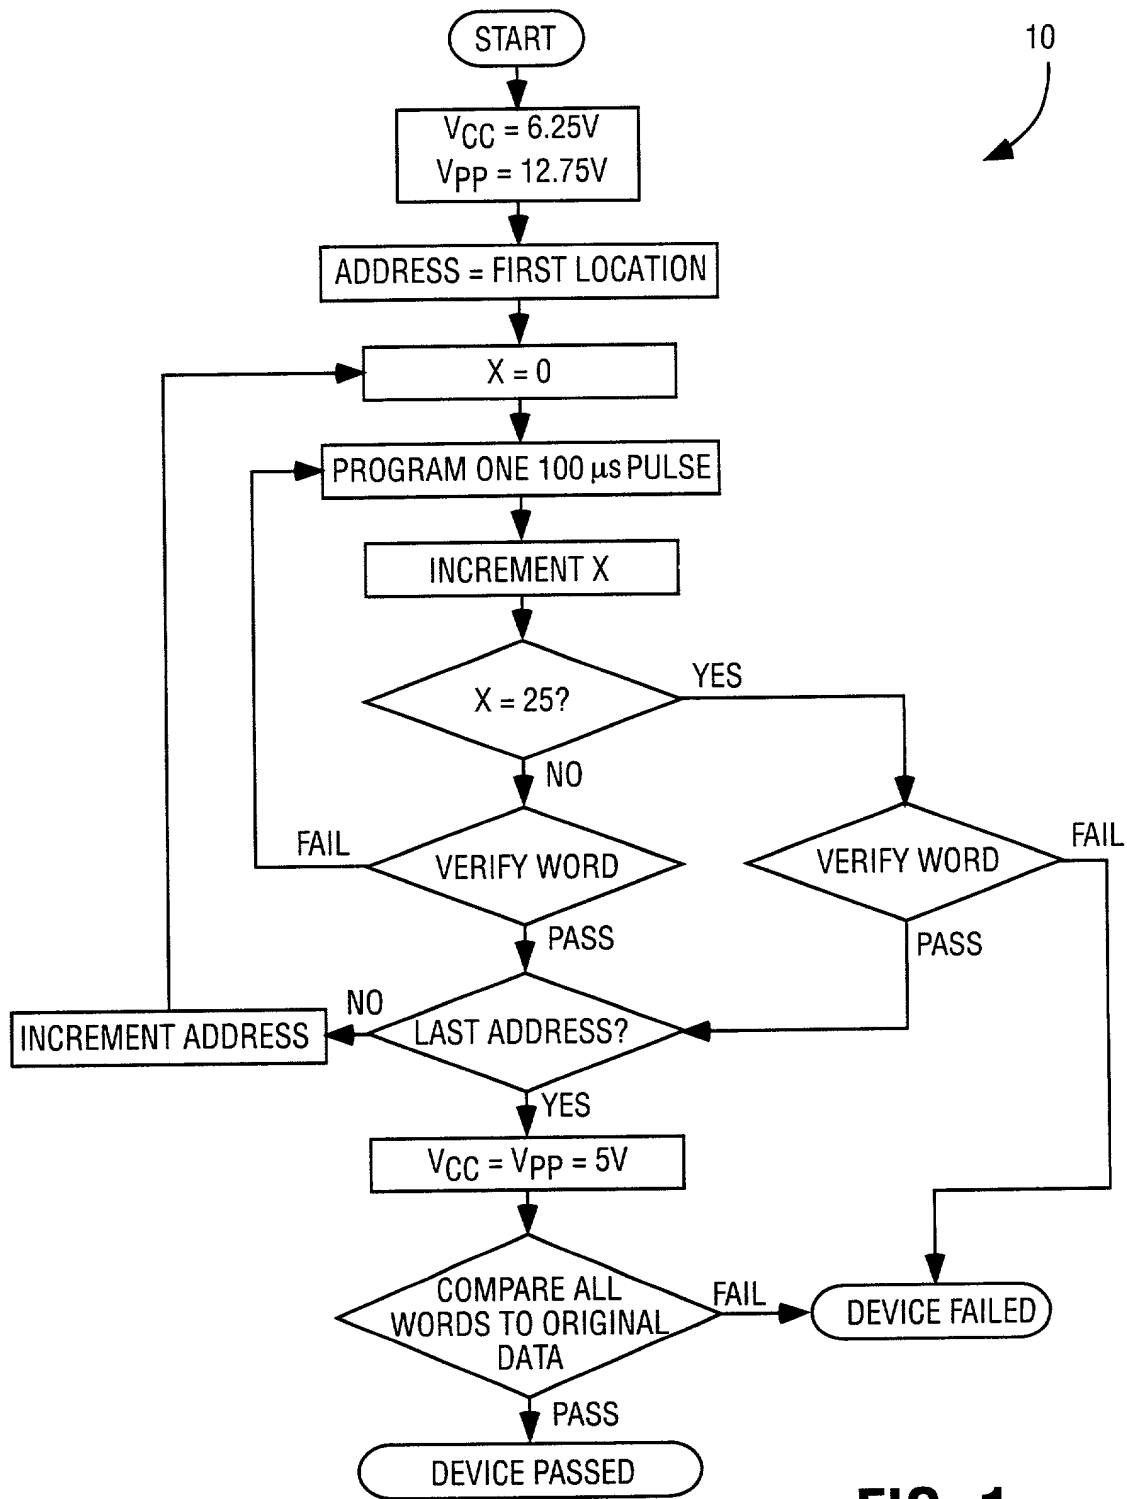 START
10
VCC = 6.25V
VPP = 12.75V
ADDRESS = FIRST LOCATION
X = 0
PROGRAM ONE 100 µs PULSE
INCREMENT X
X = 25?
YES
NO
VERIFY WORD
FAIL
VERIFY WORD
FAIL
PASS
PASS
LAST ADDRESS?
NO
INCREMENT ADDRESS
YES
VCC = VPP = 5V
COMPARE ALL
WORDS TO ORIGINAL
DATA
FAIL
DEVICE FAILED
PASS
DEVICE PASSED
FIG. 1